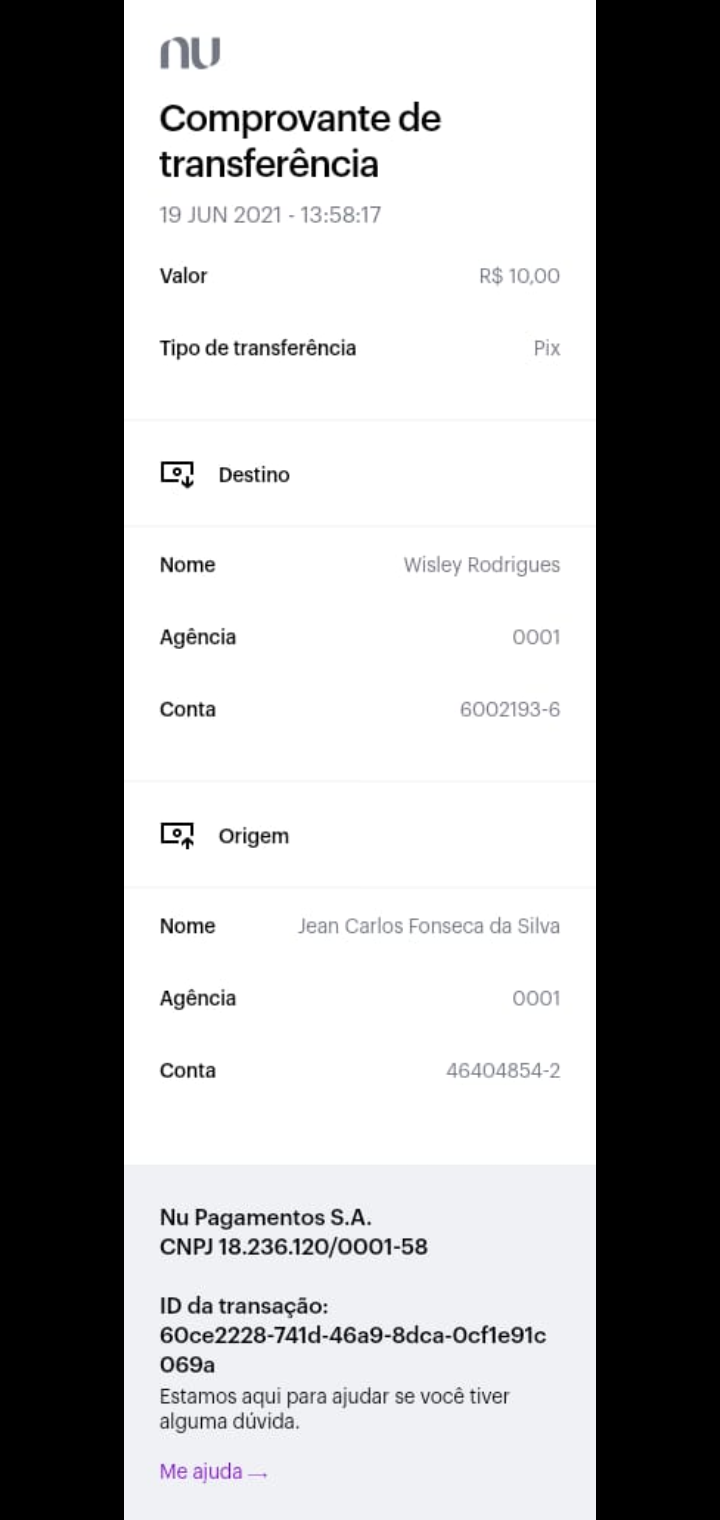 nu
Comprovante de
transferência
19 JUN 2021 - 13:58:17
Valor R$ 10,00
Tipo de transferência Pix
Destino
Nome Wisley Rodrigues
Agência 0001
Conta 6002193-6
Origem
Nome Jean Carlos Fonseca da Silva
Agência 0001
Conta 46404854-2
Nu Pagamentos S.A.
CNPJ 18.236.120/0001-58
ID da transação:
60ce2228-741d-46a9-8dca-0cf1e91c
069a
Estamos aqui para ajudar se você tiver
alguma dúvida.
Me ajuda →